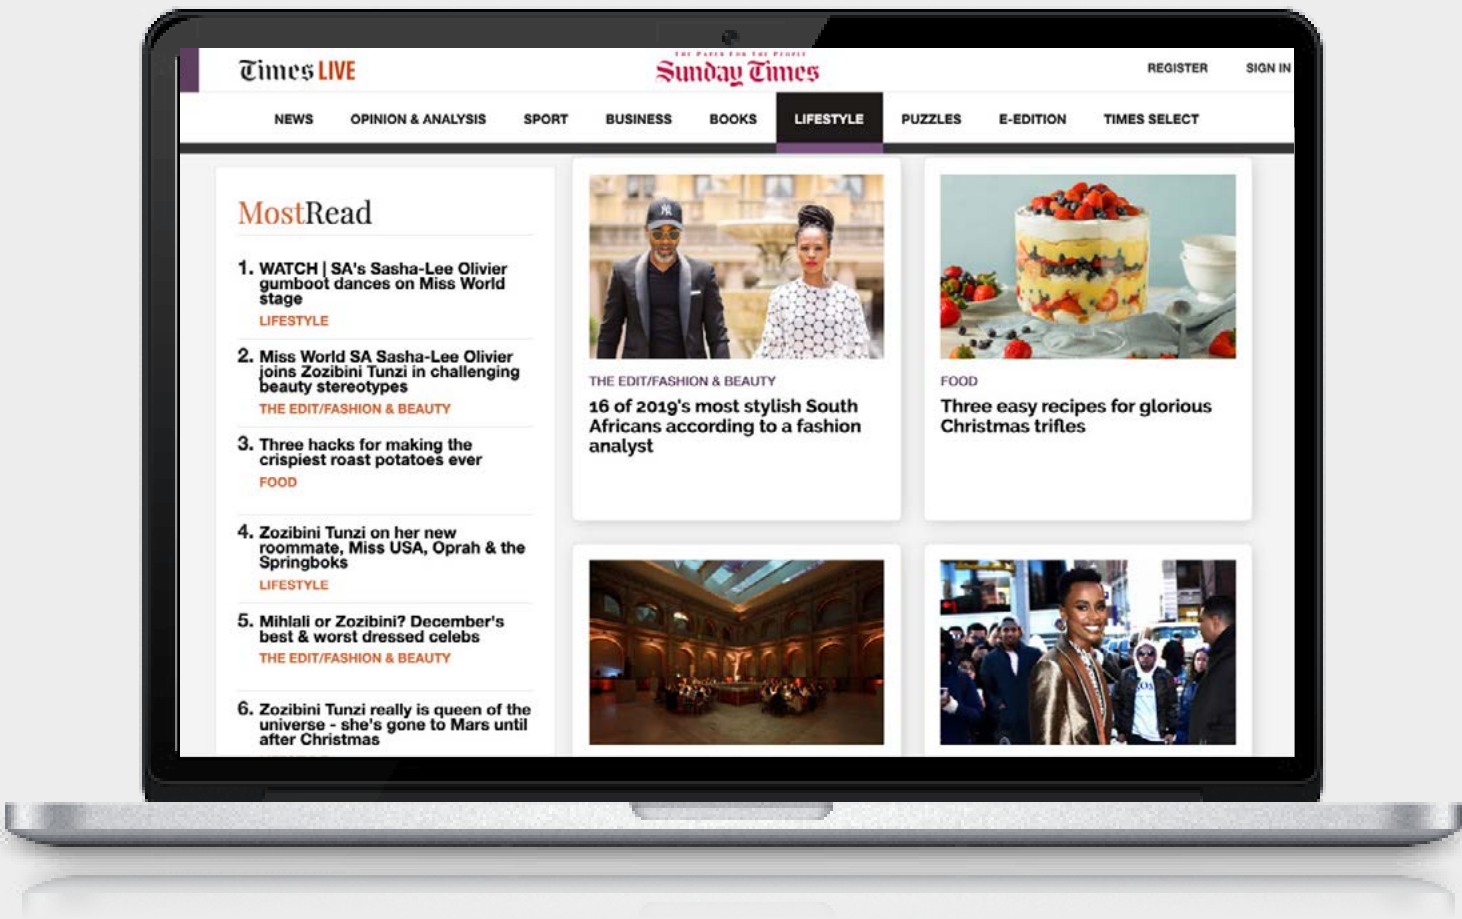 THE PAPER FOR THE PEOPLE
Times LIVE
Sunday Times
REGISTER
SIGN IN
NEWS
OPINION & ANALYSIS
SPORT
BUSINESS
BOOKS
LIFESTYLE
PUZZLES
E-EDITION
TIMES SELECT
MostRead
1. WATCH | SA's Sasha-Lee Olivier
gumboot dances on Miss World
stage
LIFESTYLE
2. Miss World SA Sasha-Lee Olivier
joins Zozibini Tunzi in challenging
beauty stereotypes
THE EDIT/FASHION & BEAUTY
3. Three hacks for making the
crispiest roast potatoes ever
FOOD
4. Zozibini Tunzi on her new
roommate, Miss USA, Oprah & the
Springboks
LIFESTYLE
5. Mihlali or Zozibini? December's
best & worst dressed celebs
THE EDIT/FASHION & BEAUTY
6. Zozibini Tunzi really is queen of the
universe - she's gone to Mars until
after Christmas
THE EDIT/FASHION & BEAUTY
16 of 2019's most stylish South
Africans according to a fashion
analyst
FOOD
Three easy recipes for glorious
Christmas trifles